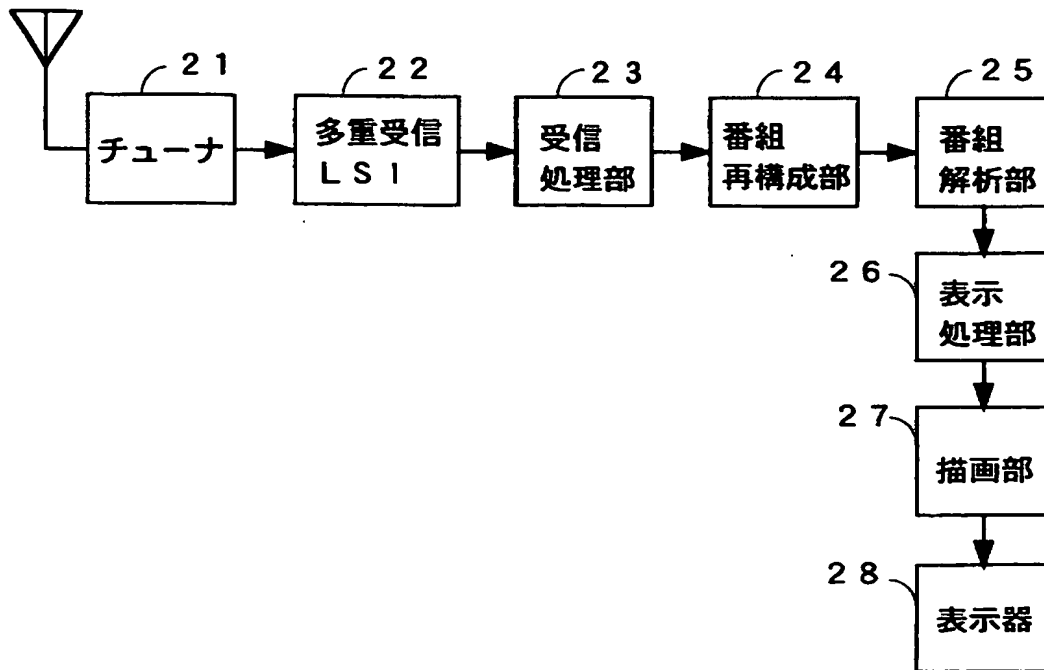 21
チューナ
22
多重受信
LSI
23
受信
処理部
24
番組
再構成部
25
番組
解析部
26
表示
処理部
27
描画部
28
表示器